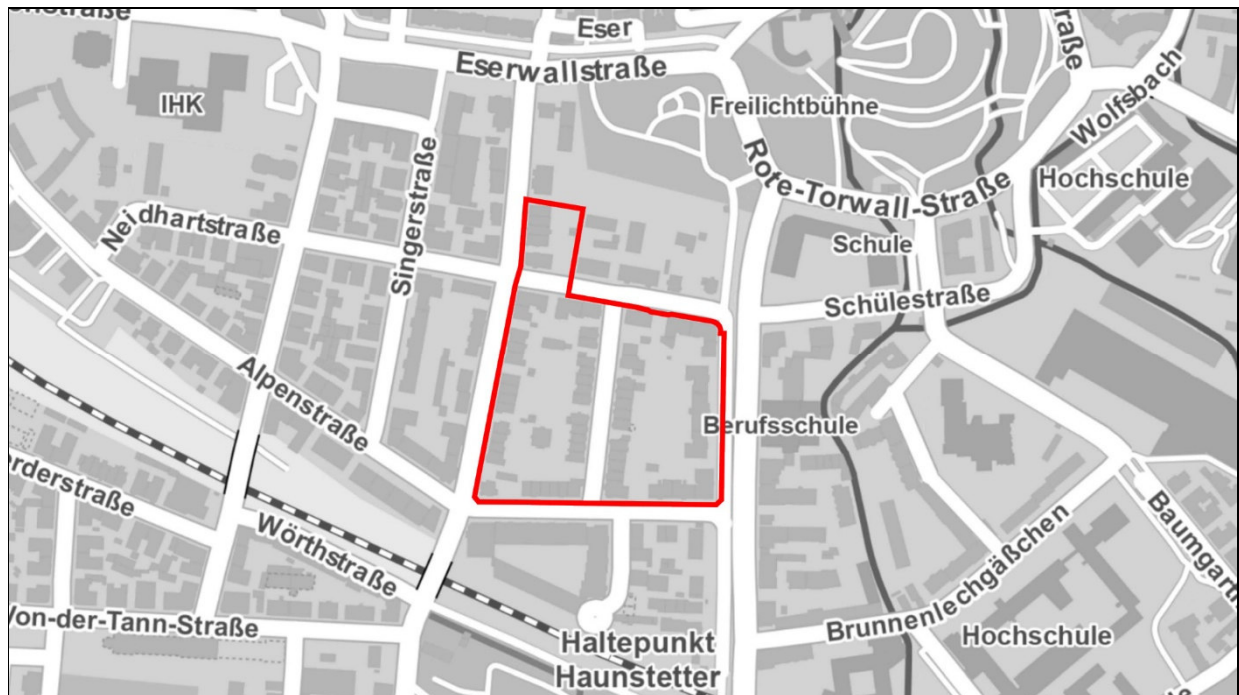 Eser
Eserwallstraße
IHK
Freilichtbühne
Wolfsbach
Rote-Torwall-Straße
Hochschule
Neidhartstraße
Singerstraße
Schule
Schülestraße
Alpenstraße
Berufsschule
Wörthstraße
Brunnenlechgäßchen
Von-der-Tann-Straße
Hochschule
Haltepunkt
Haunstetter